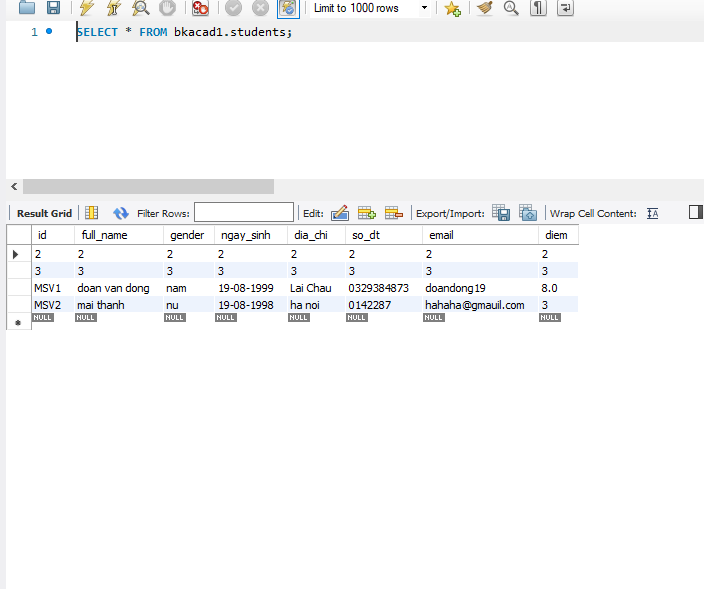 Limit to 1000 rows
1 SELECT * FROM bkacad1.students;
Result Grid Filter Rows: Edit: Export/Import: Wrap Cell Content:
id full_name gender ngay_sinh dia_chi so_dt email diem
2 2 2 2 2 2 2 2
3 3 3 3 3 3 3 3
MSV1 doan van dong nam 19-08-1999 Lai Chau 0329384873 doandong19 8.0
MSV2 mai thanh nu 19-08-1998 ha noi 0142287 hahaha@gmauil.com 3
NULL NULL NULL NULL NULL NULL NULL NULL